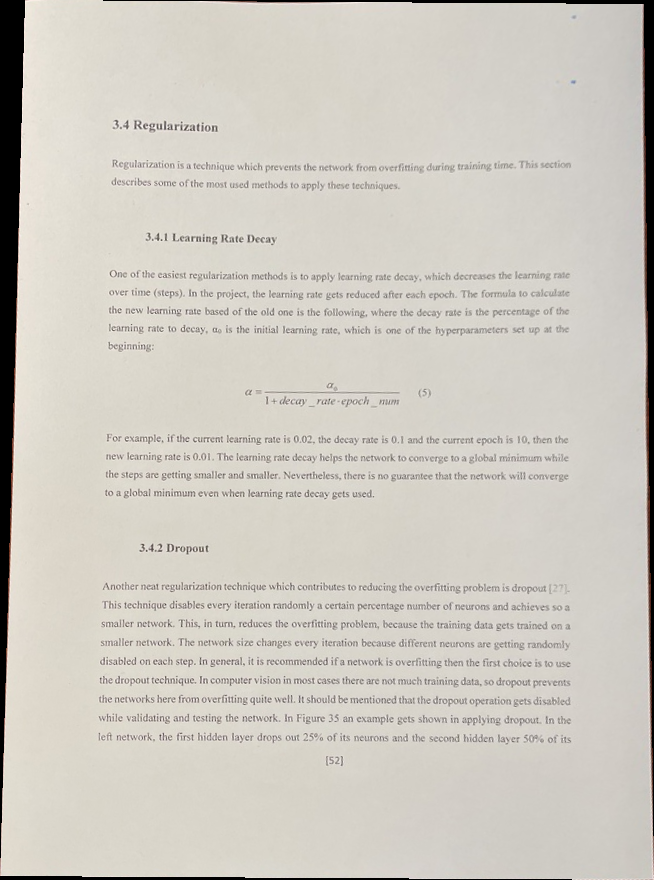 3.4 Regularization
Regularization is a technique which prevents the network from overfitting during training time. This section
describes some of the most used methods to apply these techniques.
3.4.1 Learning Rate Decay
One of the easiest regularization methods is to apply learning rate decay, which decreases the learning rate
over time (steps). In the project, the learning rate gets reduced after each epoch. The formula to calculate
the new learning rate based of the old one is the following, where the decay rate is the percentage of the
learning rate to decay, α₀ is the initial learning rate, which is one of the hyperparameters set up at the
beginning:
α = α₀ / (1 + decay_rate · epoch_num) (5)
For example, if the current learning rate is 0.02, the decay rate is 0.1 and the current epoch is 10, then the
new learning rate is 0.01. The learning rate decay helps the network to converge to a global minimum while
the steps are getting smaller and smaller. Nevertheless, there is no guarantee that the network will converge
to a global minimum even when learning rate decay gets used.
3.4.2 Dropout
Another neat regularization technique which contributes to reducing the overfitting problem is dropout [27].
This technique disables every iteration randomly a certain percentage number of neurons and achieves so a
smaller network. This, in turn, reduces the overfitting problem, because the training data gets trained on a
smaller network. The network size changes every iteration because different neurons are getting randomly
disabled on each step. In general, it is recommended if a network is overfitting then the first choice is to use
the dropout technique. In computer vision in most cases there are not much training data, so dropout prevents
the networks here from overfitting quite well. It should be mentioned that the dropout operation gets disabled
while validating and testing the network. In Figure 35 an example gets shown in applying dropout. In the
left network, the first hidden layer drops out 25% of its neurons and the second hidden layer 50% of its
[52]